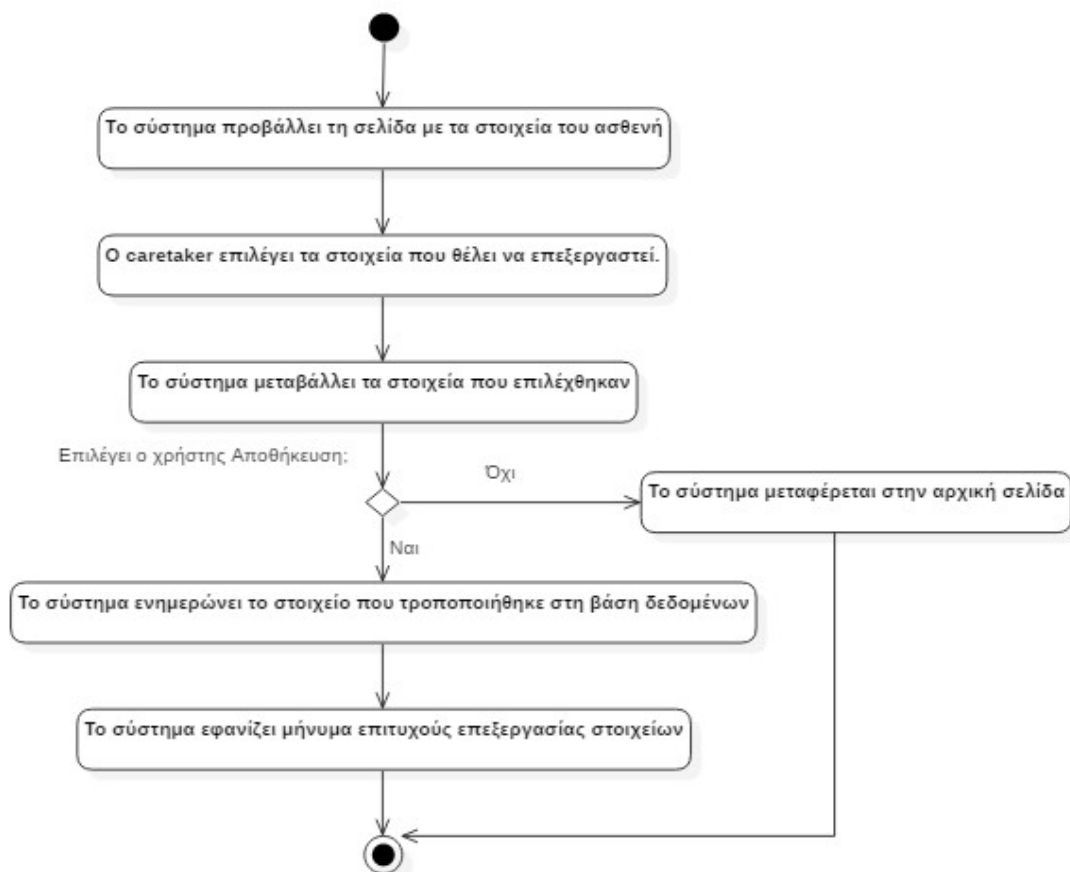 Το σύστημα προβάλλει τη σελίδα με τα στοιχεία του ασθενή
Ο caretaker επιλέγει τα στοιχεία που θέλει να επεξεργαστεί.
Το σύστημα μεταβάλλει τα στοιχεία που επιλέχθηκαν
Επιλέγει ο χρήστης Αποθήκευση;
Όχι
Το σύστημα μεταφέρεται στην αρχική σελίδα
Ναι
Το σύστημα ενημερώνει το στοιχείο που τροποποιήθηκε στη βάση δεδομένων
Το σύστημα εφανίζει μήνυμα επιτυχούς επεξεργασίας στοιχείων